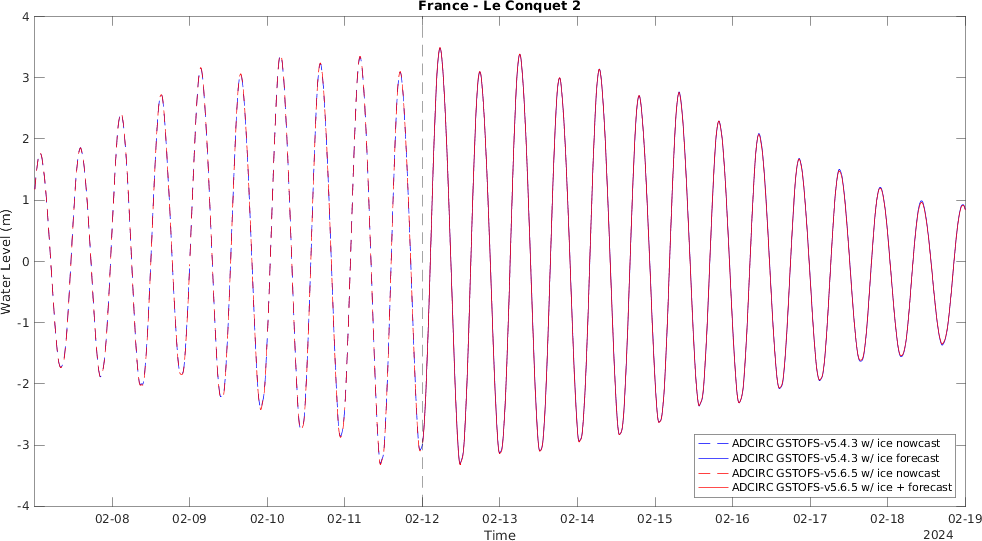 France - Le Conquet 2
4
3
2
1
0
-1
-2
-3
-4
Water Level (m)
ADCIRC GSTOFS-v5.4.3 w/ ice nowcast
ADCIRC GSTOFS-v5.4.3 w/ ice forecast
ADCIRC GSTOFS-v5.6.5 w/ ice nowcast
ADCIRC GSTOFS-v5.6.5 w/ ice + forecast
02-08 02-09 02-10 02-11 02-12 02-13 02-14 02-15 02-16 02-17 02-18 02-19
Time
2024